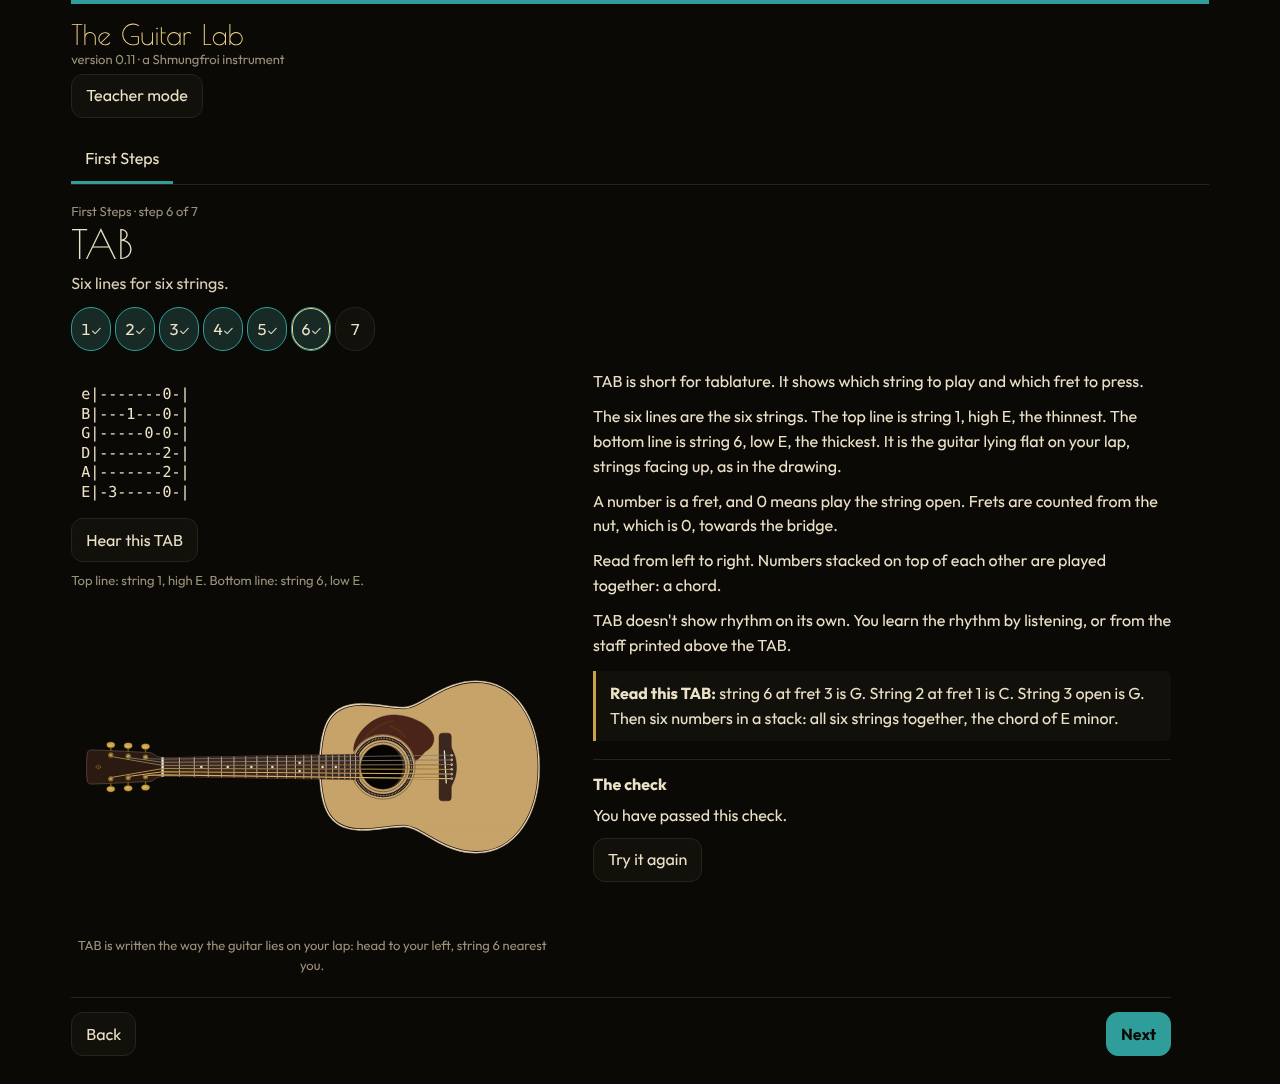 The Guitar Lab
version 0.11 · a Shmungfroi instrument
Teacher mode
First Steps
First Steps · step 6 of 7
TAB
Six lines for six strings.
1✓ 2✓ 3✓ 4✓ 5✓ 6✓ 7
e|-------0-|
B|---1---0-|
G|-----0-0-|
D|-------2-|
A|-------2-|
E|-3-----0-|
Hear this TAB
Top line: string 1, high E. Bottom line: string 6, low E.
TAB is written the way the guitar lies on your lap: head to your left, string 6 nearest
you.
TAB is short for tablature. It shows which string to play and which fret to press.
The six lines are the six strings. The top line is string 1, high E, the thinnest. The
bottom line is string 6, low E, the thickest. It is the guitar lying flat on your lap,
strings facing up, as in the drawing.
A number is a fret, and 0 means play the string open. Frets are counted from the
nut, which is 0, towards the bridge.
Read from left to right. Numbers stacked on top of each other are played
together: a chord.
TAB doesn't show rhythm on its own. You learn the rhythm by listening, or from the
staff printed above the TAB.
Read this TAB: string 6 at fret 3 is G. String 2 at fret 1 is C. String 3 open is G.
Then six numbers in a stack: all six strings together, the chord of E minor.
The check
You have passed this check.
Try it again
Back
Next